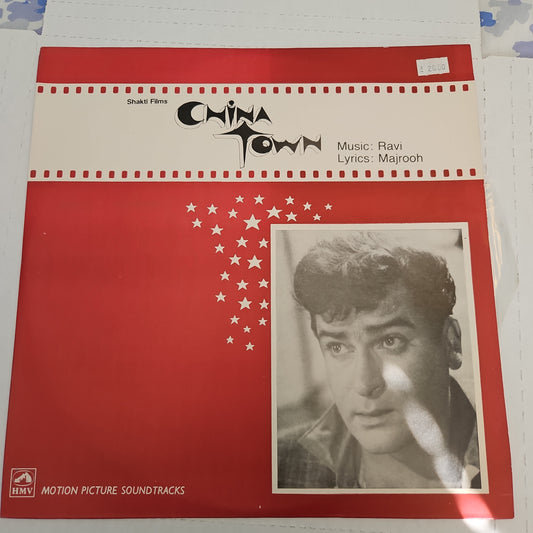 Shakti Films
CHINA
TOWN
Music: Ravi
Lyrics: Majrooh
HMV
MOTION PICTURE SOUNDTRACKS